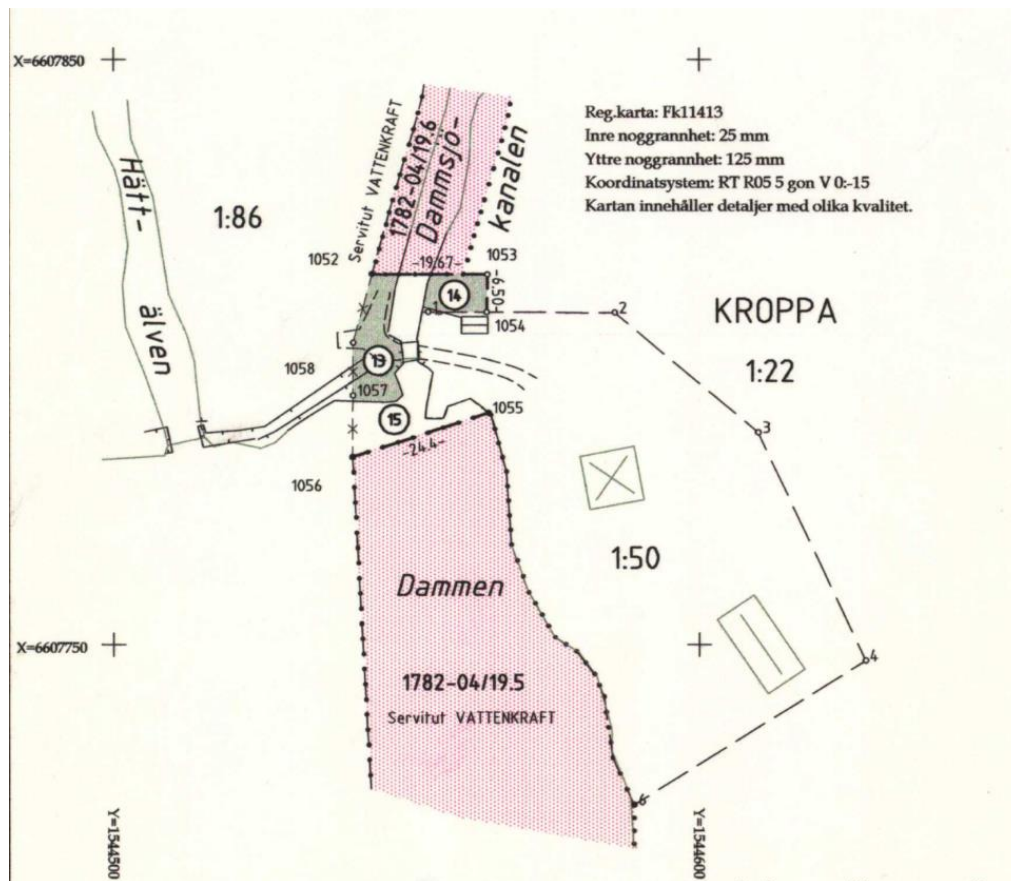 X=6607850
Reg.karta: Fk11413
Inre noggrannhet: 25 mm
Yttre noggrannhet: 125 mm
Koordinatsystem: RT R05 5 gon V 0:-15
Kartan innehåller detaljer med olika kvalitet.
Servitut VATTENKRAFT
1782-04/19.6
Dammsjö-
kanalen
Hätt-
älven
1:86
1052
-19.67-
1053
-6.50-
14
1
2
1054
KROPPA
1:22
1058
13
1057
15
1055
3
-24.4-
1056
1:50
Dammen
X=6607750
4
1782-04/19.5
Servitut VATTENKRAFT
6
Y=1544500
Y=1544600